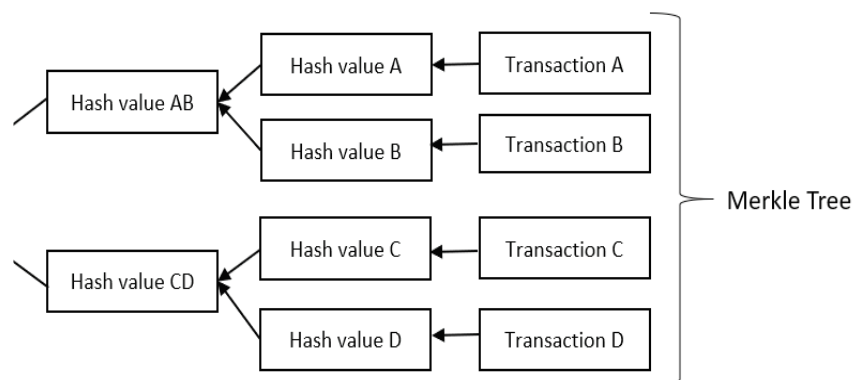 Hash value A
Transaction A
Hash value AB
Hash value B
Transaction B
Merkle Tree
Hash value C
Transaction C
Hash value CD
Hash value D
Transaction D